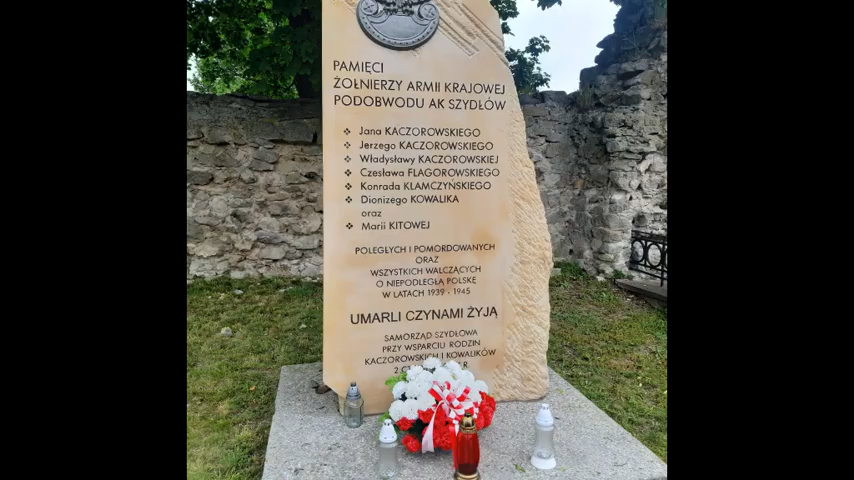 PAMIĘCI
ŻOŁNIERZY ARMII KRAJOWEJ
PODOBWODU AK SZYDŁÓW
Jana KACZOROWSKIEGO
Jerzego KACZOROWSKIEGO
Władysławy KACZOROWSKIEJ
Czesława FLAGOROWSKIEGO
Konrada KLAMCZYŃSKIEGO
Dionizego KOWALIKA
oraz
Marii KITOWEJ
POLEGŁYCH I POMORDOWANYCH
ORAZ
WSZYSTKICH WALCZĄCYCH
O NIEPODLEGŁĄ POLSKĘ
W LATACH 1939 - 1945
UMARLI CZYNAMI ŻYJĄ
SAMORZĄD SZYDŁOWA
PRZY WSPARCIU RODZIN
KACZOROWSKICH I KOWALIKÓW